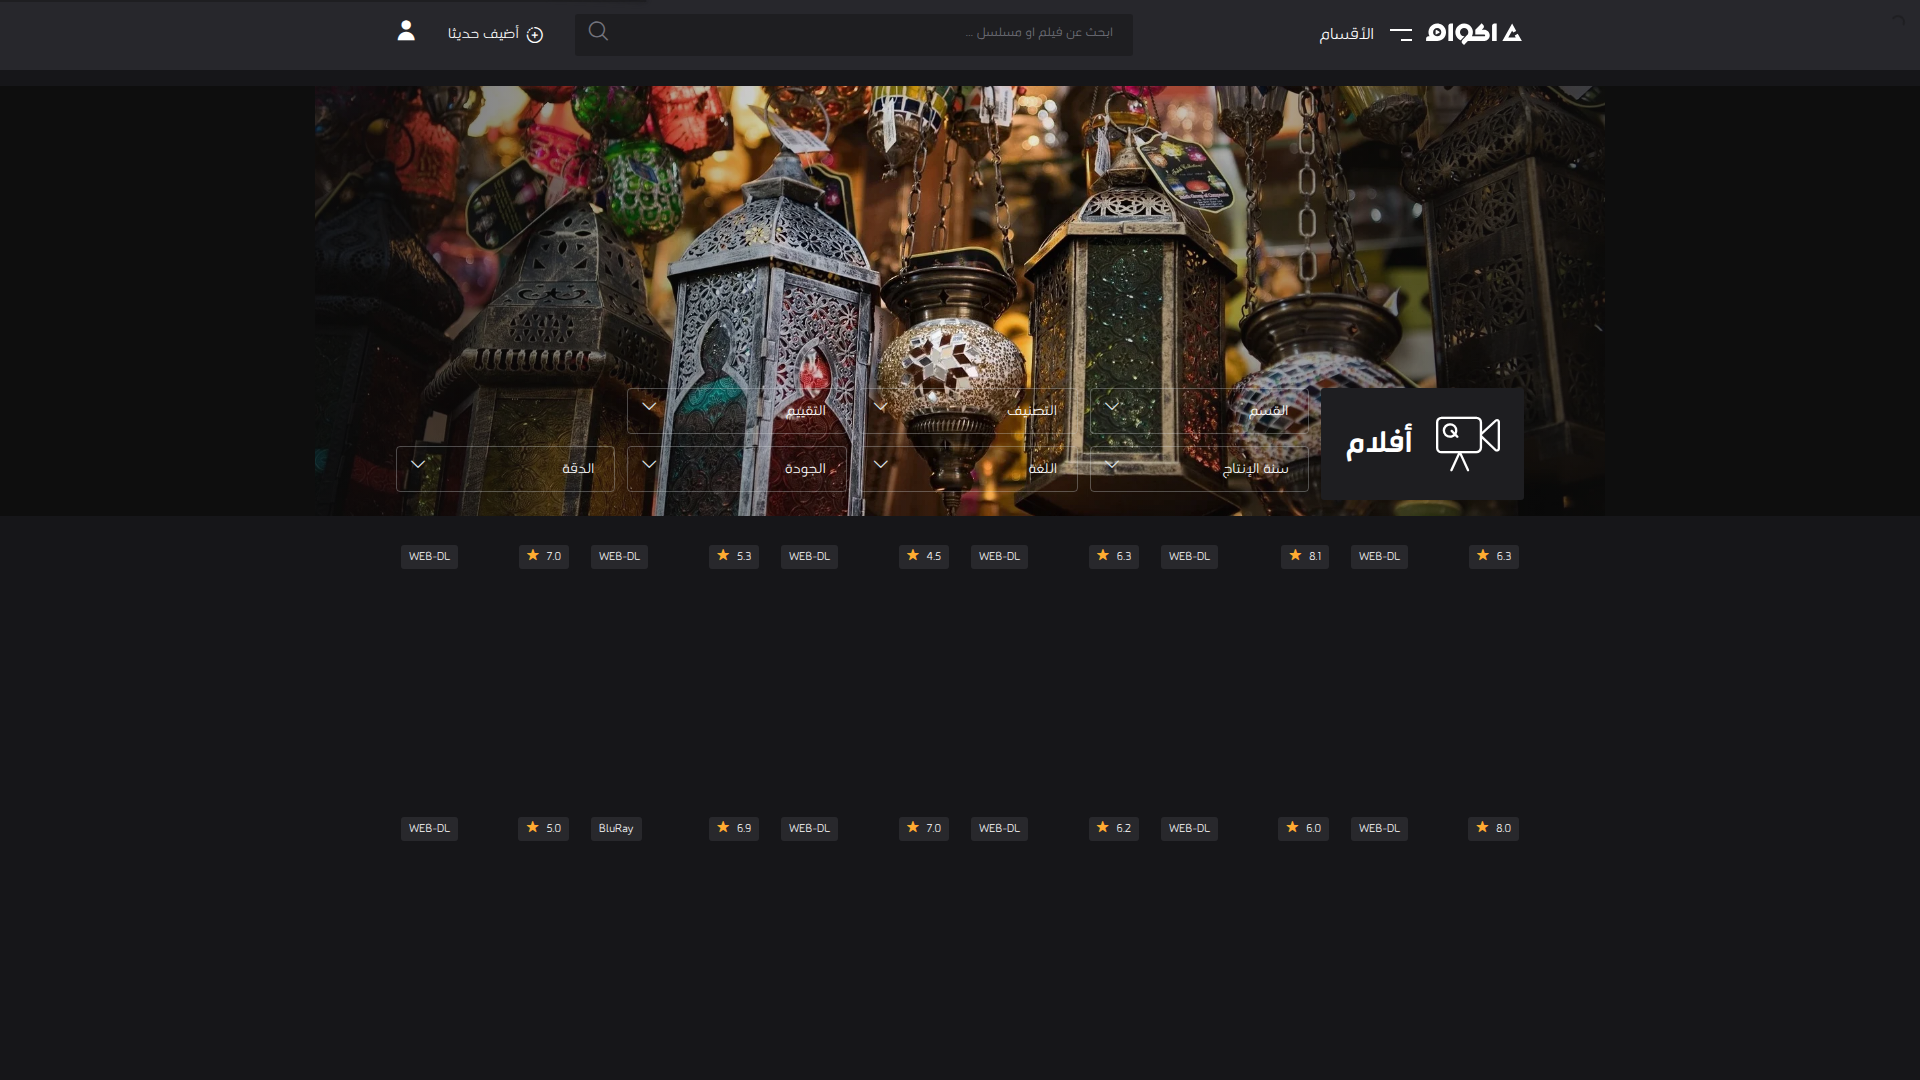 اكوام
الأقسام
ابحث عن فيلم او مسلسل ...
أضيف حديثا
أفلام
القسم
التصنيف
التقييم
سنة الإنتاج
اللغة
الجودة
الدقة
6.3 WEB-DL
8.1 WEB-DL
6.3 WEB-DL
4.5 WEB-DL
5.3 WEB-DL
7.0 WEB-DL
8.0 WEB-DL
6.0 WEB-DL
6.2 WEB-DL
7.0 WEB-DL
6.9 BluRay
5.0 WEB-DL